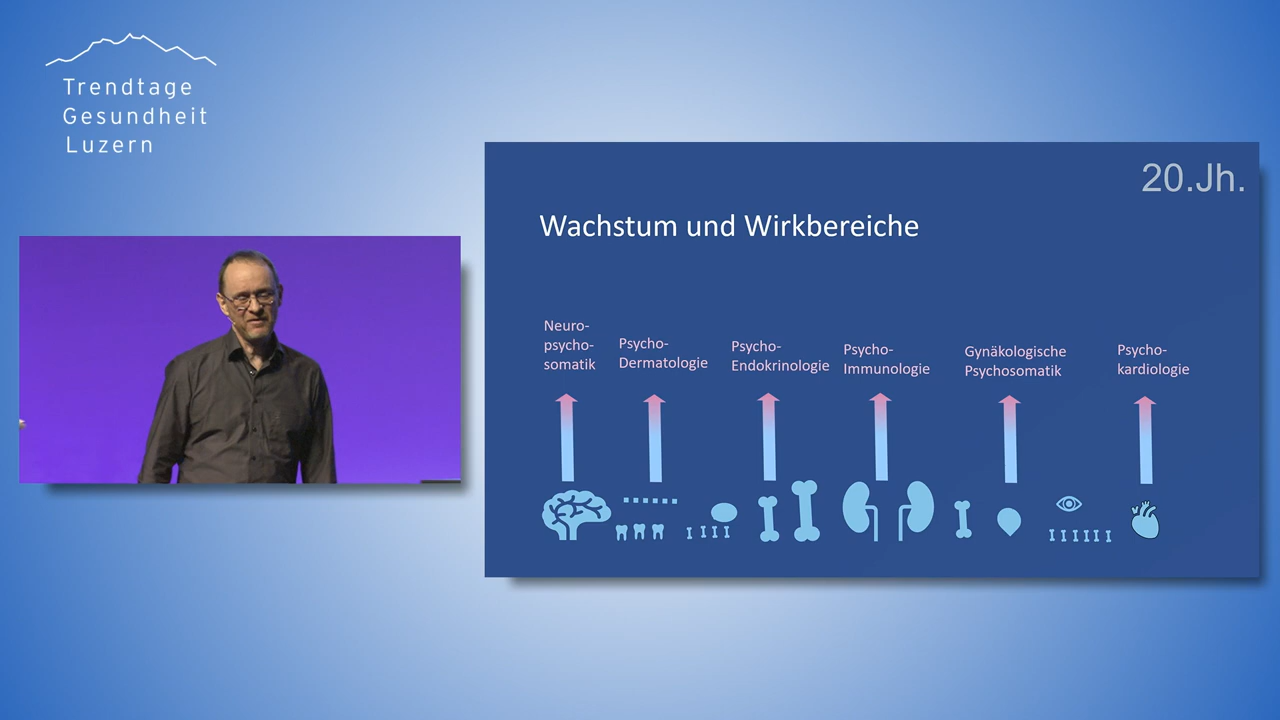 Trendtage
Gesundheit
Luzern
20.Jh.
Wachstum und Wirkbereiche
Neuro-
psycho-
somatik
Psycho-
Dermatologie
Psycho-
Endokrinologie
Psycho-
Immunologie
Gynäkologische
Psychosomatik
Psycho-
kardiologie